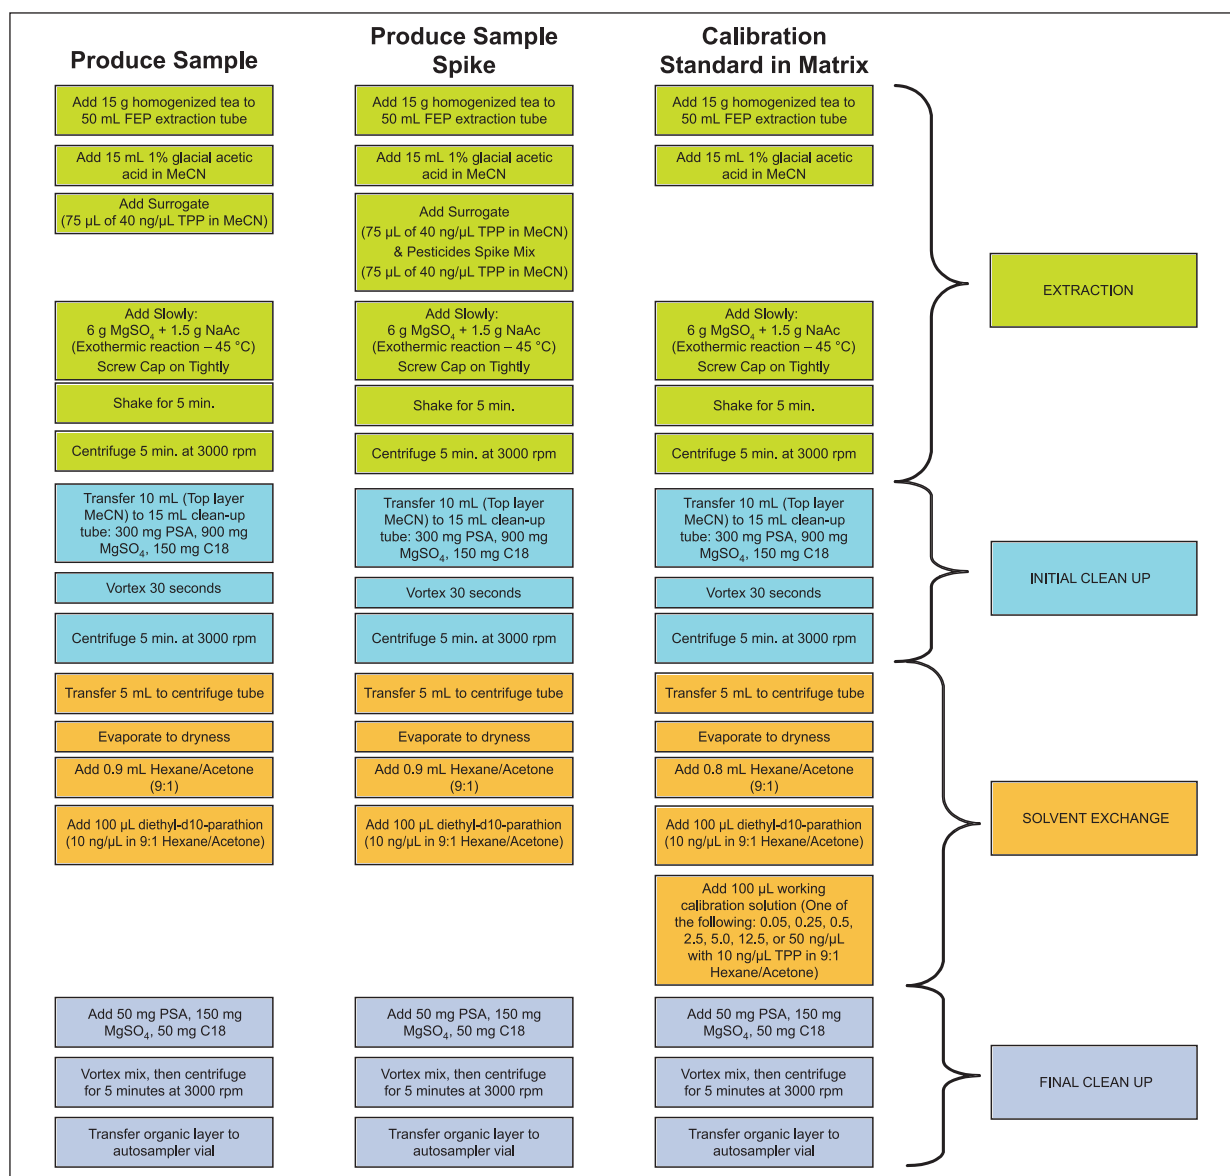 Produce Sample
Add 15 g homogenized tea to
50 mL FEP extraction tube
Add 15 mL 1% glacial acetic
acid in MeCN
Add Surrogate
(75 µL of 40 ng/µL TPP in MeCN)
Add Slowly:
6 g MgSO₄ + 1.5 g NaAc
(Exothermic reaction – 45 °C)
Screw Cap on Tightly
Shake for 5 min.
Centrifuge 5 min. at 3000 rpm
Transfer 10 mL (Top layer
MeCN) to 15 mL clean-up
tube: 300 mg PSA, 900 mg
MgSO₄, 150 mg C18
Vortex 30 seconds
Centrifuge 5 min. at 3000 rpm
Transfer 5 mL to centrifuge tube
Evaporate to dryness
Add 0.9 mL Hexane/Acetone
(9:1)
Add 100 µL diethyl-d10-parathion
(10 ng/µL in 9:1 Hexane/Acetone)
Add 50 mg PSA, 150 mg
MgSO₄, 50 mg C18
Vortex mix, then centrifuge
for 5 minutes at 3000 rpm
Transfer organic layer to
autosampler vial
Produce Sample
Spike
Add 15 g homogenized tea to
50 mL FEP extraction tube
Add 15 mL 1% glacial acetic
acid in MeCN
Add Surrogate
(75 µL of 40 ng/µL TPP in MeCN)
& Pesticides Spike Mix
(75 µL of 40 ng/µL TPP in MeCN)
Add Slowly:
6 g MgSO₄ + 1.5 g NaAc
(Exothermic reaction – 45 °C)
Screw Cap on Tightly
Shake for 5 min.
Centrifuge 5 min. at 3000 rpm
Transfer 10 mL (Top layer
MeCN) to 15 mL clean-up
tube: 300 mg PSA, 900 mg
MgSO₄, 150 mg C18
Vortex 30 seconds
Centrifuge 5 min. at 3000 rpm
Transfer 5 mL to centrifuge tube
Evaporate to dryness
Add 0.9 mL Hexane/Acetone
(9:1)
Add 100 µL diethyl-d10-parathion
(10 ng/µL in 9:1 Hexane/Acetone)
Add 50 mg PSA, 150 mg
MgSO₄, 50 mg C18
Vortex mix, then centrifuge
for 5 minutes at 3000 rpm
Transfer organic layer to
autosampler vial
Calibration
Standard in Matrix
Add 15 g homogenized tea to
50 mL FEP extraction tube
Add 15 mL 1% glacial acetic
acid in MeCN
Add Slowly:
6 g MgSO₄ + 1.5 g NaAc
(Exothermic reaction – 45 °C)
Screw Cap on Tightly
Shake for 5 min.
Centrifuge 5 min. at 3000 rpm
Transfer 10 mL (Top layer
MeCN) to 15 mL clean-up
tube: 300 mg PSA, 900 mg
MgSO₄, 150 mg C18
Vortex 30 seconds
Centrifuge 5 min. at 3000 rpm
Transfer 5 mL to centrifuge tube
Evaporate to dryness
Add 0.8 mL Hexane/Acetone
(9:1)
Add 100 µL diethyl-d10-parathion
(10 ng/µL in 9:1 Hexane/Acetone)
Add 100 µL working
calibration solution (One of
the following: 0.05, 0.25, 0.5,
2.5, 5.0, 12.5, or 50 ng/µL
with 10 ng/µL TPP in 9:1
Hexane/Acetone)
Add 50 mg PSA, 150 mg
MgSO₄, 50 mg C18
Vortex mix, then centrifuge
for 5 minutes at 3000 rpm
Transfer organic layer to
autosampler vial
EXTRACTION
INITIAL CLEAN UP
SOLVENT EXCHANGE
FINAL CLEAN UP